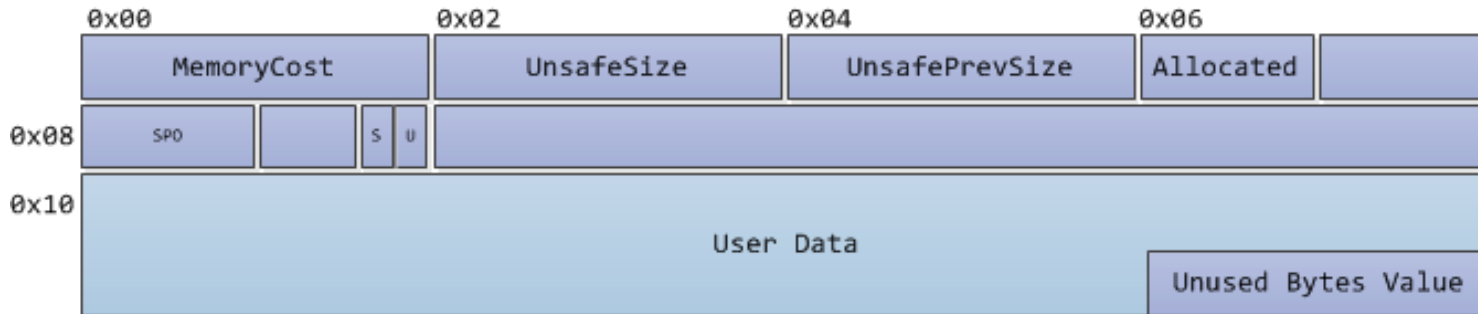 0x00 0x02 0x04 0x06
MemoryCost UnsafeSize UnsafePrevSize Allocated
0x08 SPO S U
0x10
User Data
Unused Bytes Value